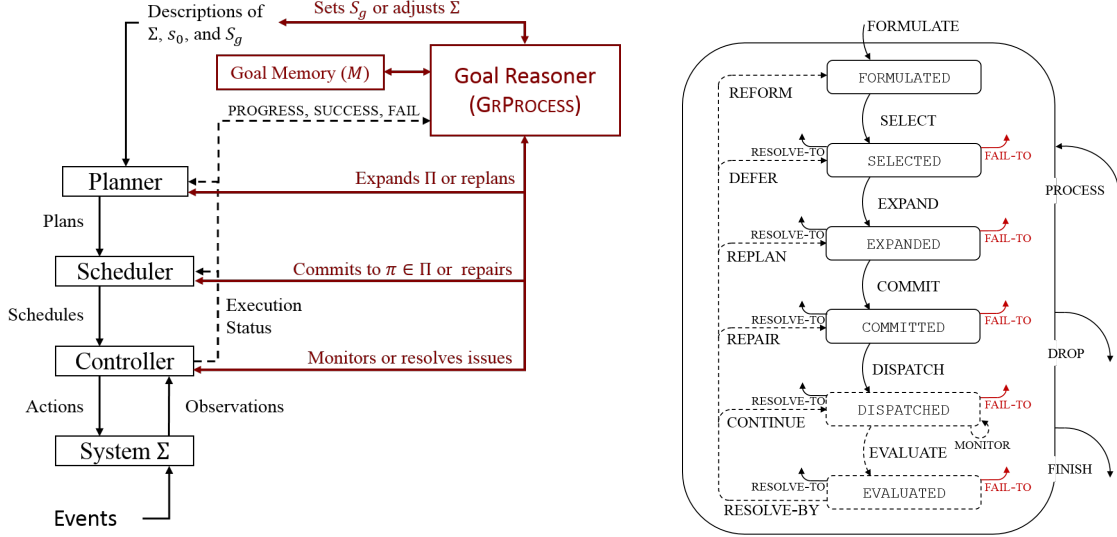 Descriptions of
Σ, s₀, and S_g
Sets S_g or adjusts Σ
Goal Memory (M)
Goal Reasoner
(GRPROCESS)
PROGRESS, SUCCESS, FAIL
Planner
Expands Π or replans
Plans
Scheduler
Commits to π ∈ Π or repairs
Schedules
Execution
Status
Controller
Monitors or resolves issues
Actions
Observations
System Σ
Events
FORMULATE
FORMULATED
REFORM
SELECT
RESOLVE-TO
SELECTED
FAIL-TO
DEFER
PROCESS
EXPAND
RESOLVE-TO
EXPANDED
FAIL-TO
REPLAN
COMMIT
RESOLVE-TO
COMMITTED
FAIL-TO
REPAIR
DROP
DISPATCH
RESOLVE-TO
DISPATCHED
FAIL-TO
CONTINUE
MONITOR
EVALUATE
FINISH
RESOLVE-TO
EVALUATED
FAIL-TO
RESOLVE-BY